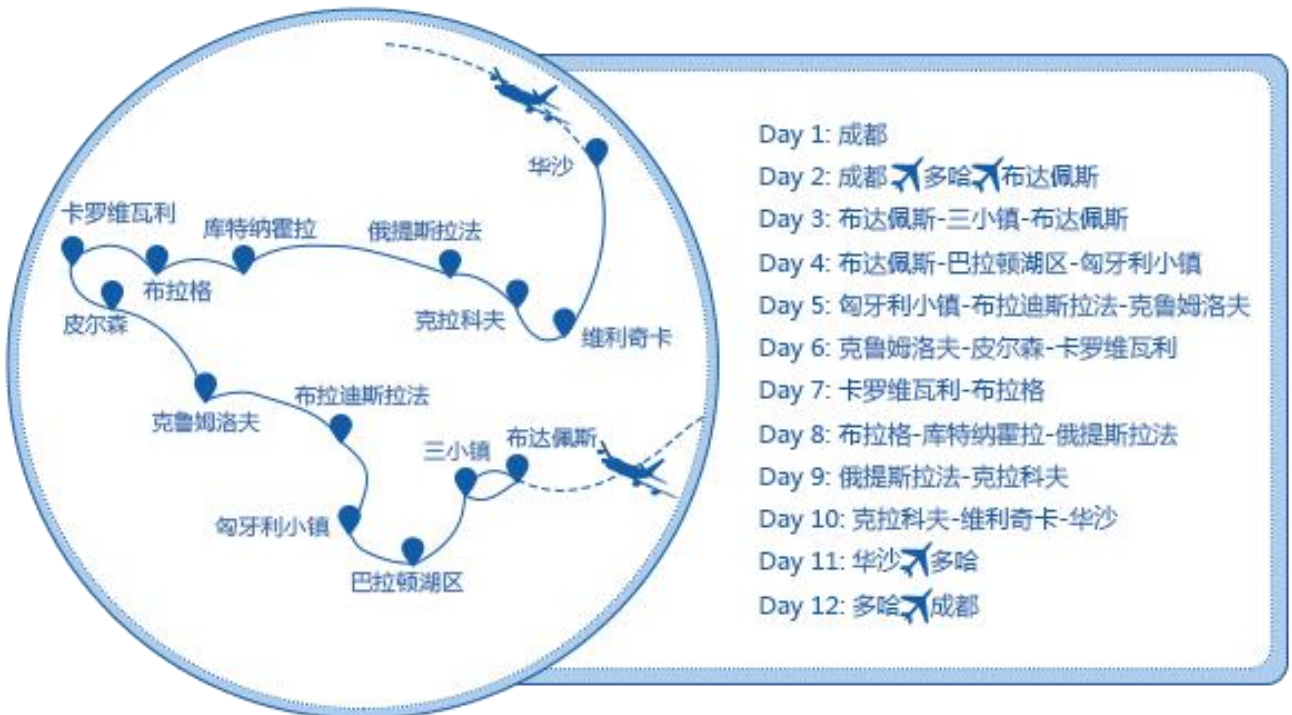 华沙
卡罗维瓦利
库特纳霍拉
俄提斯拉法
布拉格
克拉科夫
维利奇卡
皮尔森
克鲁姆洛夫
布拉迪斯拉法
三小镇
布达佩斯
匈牙利小镇
巴拉顿湖区
Day 1: 成都
Day 2: 成都 多哈 布达佩斯
Day 3: 布达佩斯-三小镇-布达佩斯
Day 4: 布达佩斯-巴拉顿湖区-匈牙利小镇
Day 5: 匈牙利小镇-布拉迪斯拉法-克鲁姆洛夫
Day 6: 克鲁姆洛夫-皮尔森-卡罗维瓦利
Day 7: 卡罗维瓦利-布拉格
Day 8: 布拉格-库特纳霍拉-俄提斯拉法
Day 9: 俄提斯拉法-克拉科夫
Day 10: 克拉科夫-维利奇卡-华沙
Day 11: 华沙 多哈
Day 12: 多哈 成都